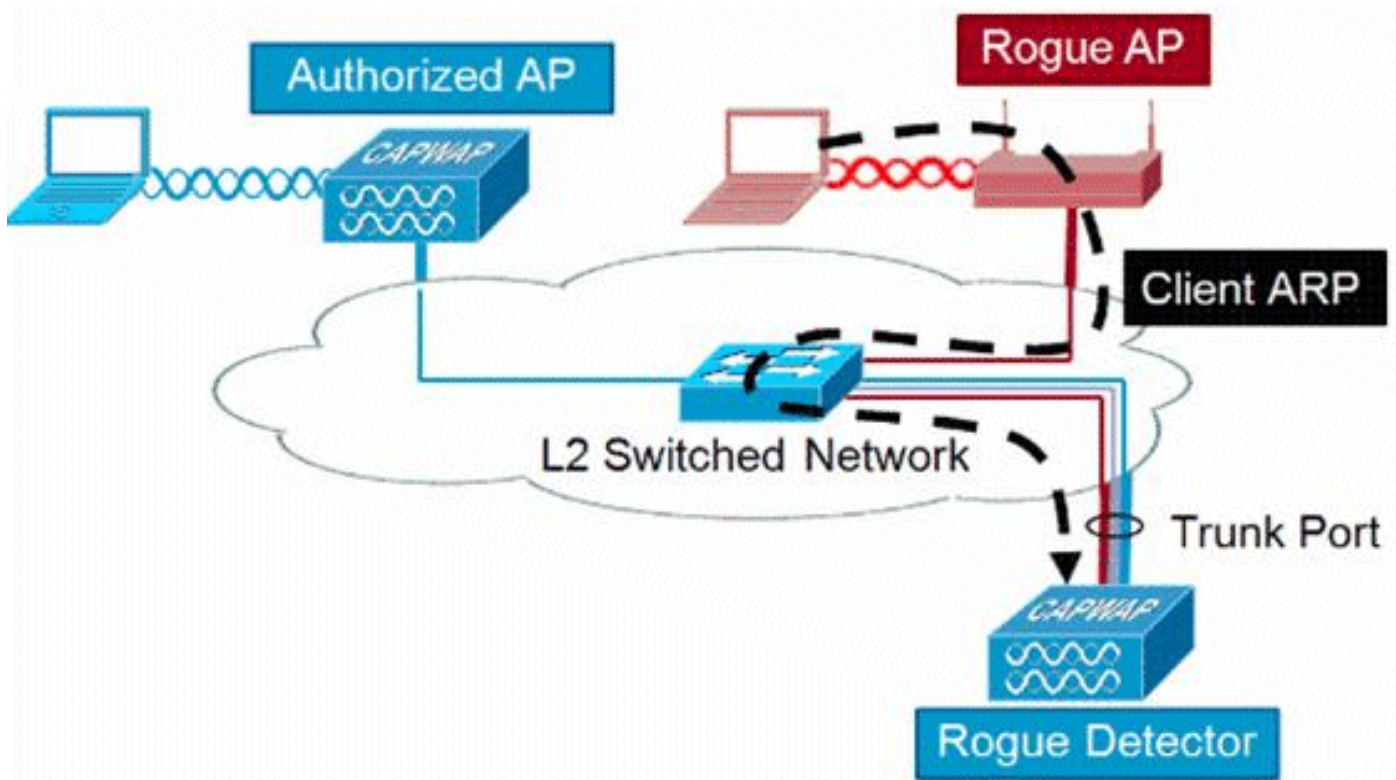 Authorized AP
Rogue AP
CAPWAP
Client ARP
L2 Switched Network
Trunk Port
CAPWAP
Rogue Detector